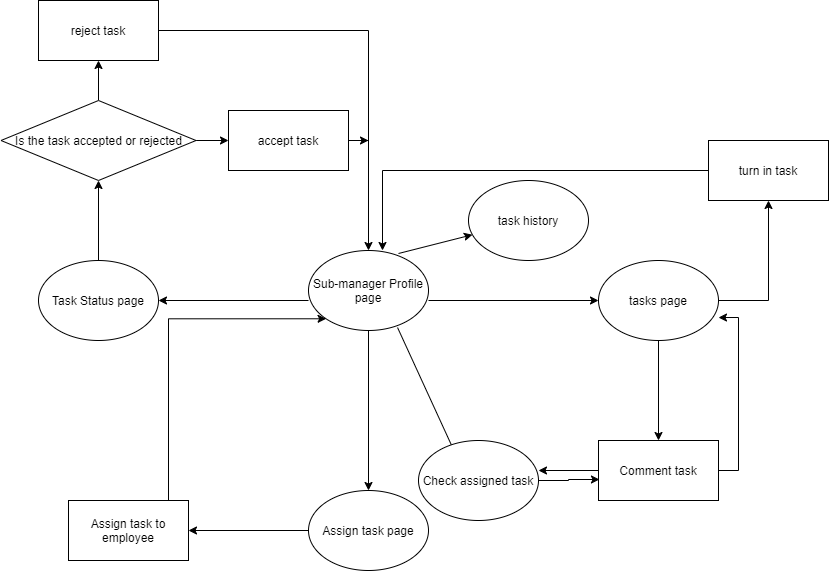 reject task
Is the task accepted or rejected
accept task
turn in task
task history
Sub-manager Profile
page
Task Status page
tasks page
Check assigned task
Comment task
Assign task to
employee
Assign task page